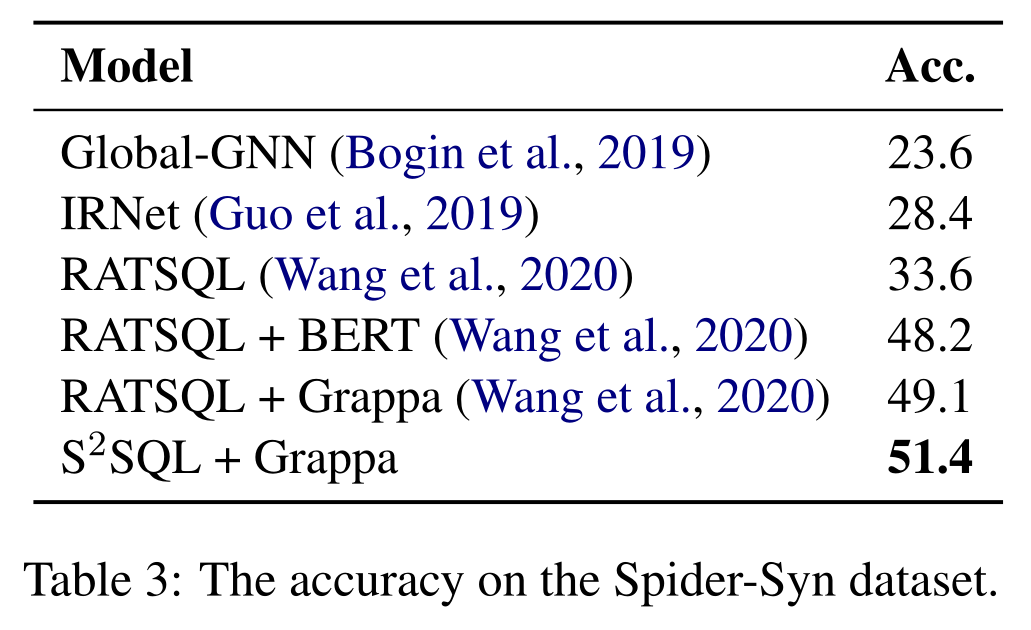 Model Acc.
Global-GNN (Bogin et al., 2019) 23.6
IRNet (Guo et al., 2019) 28.4
RATSQL (Wang et al., 2020) 33.6
RATSQL + BERT (Wang et al., 2020) 48.2
RATSQL + Grappa (Wang et al., 2020) 49.1
S²SQL + Grappa 51.4
Table 3: The accuracy on the Spider-Syn dataset.